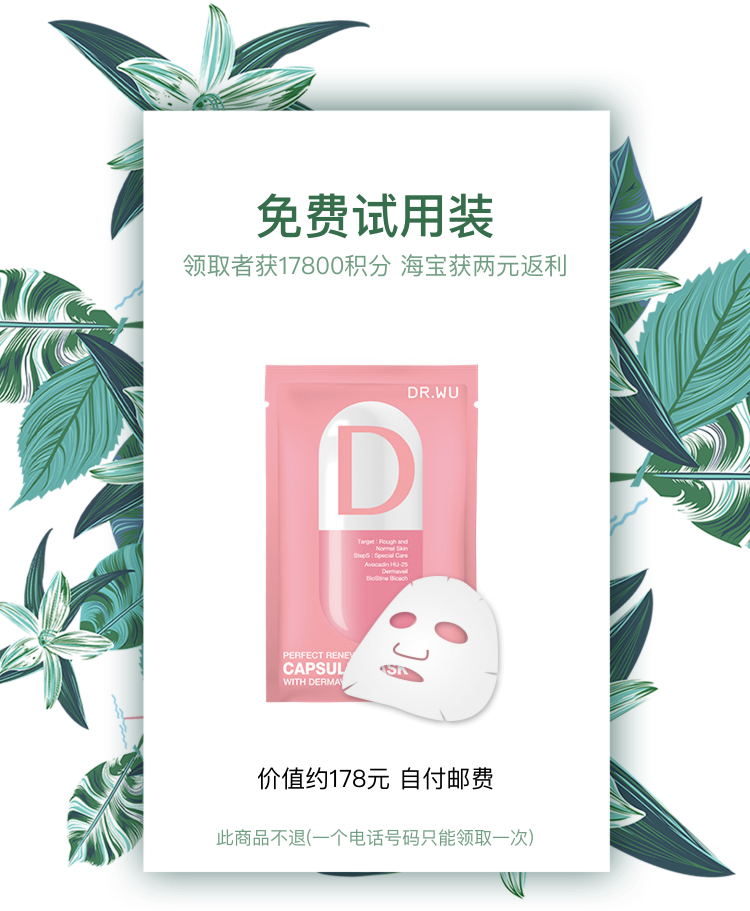 免费试用装
领取者获17800积分 海宝获两元返利
DR.WU
D
Target : Rough and
Normal Skin
Step5 : Special Care
Avocadin HU-25
Dermaveil
BioStine Bicach
PERFECT RENEW
CAPSUL
WITH DERMAV
价值约178元 自付邮费
此商品不退(一个电话号码只能领取一次)